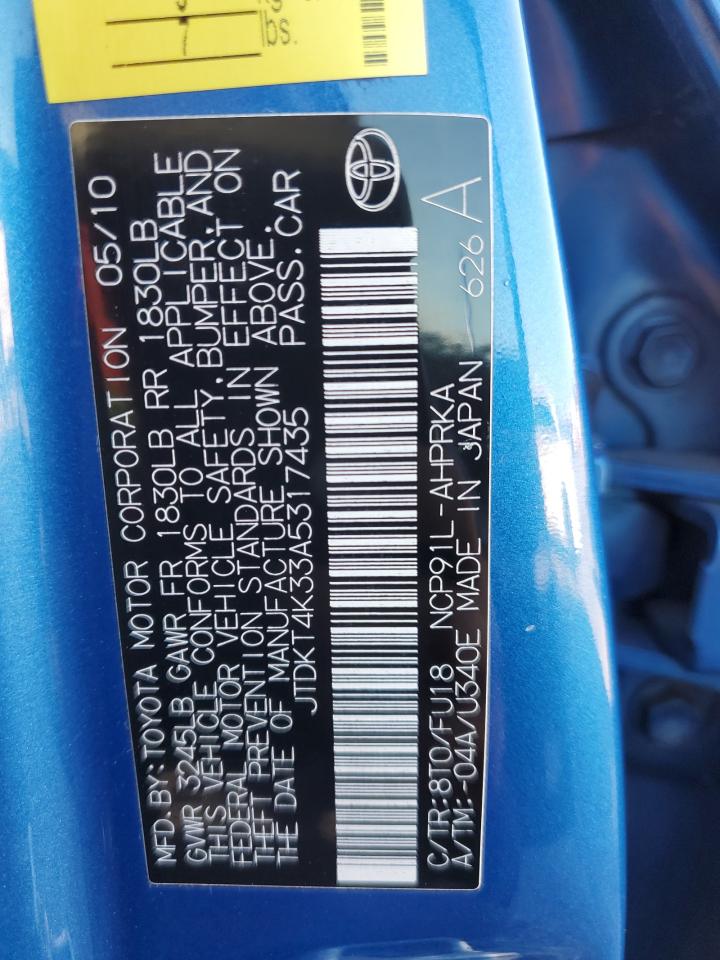 kg
lbs.
MFD.BY:TOYOTA MOTOR CORPORATION 05/10
GVWR 3245LB GAWR FR 1830LB RR 1830LB
THIS VEHICLE CONFORMS TO ALL APPLICABLE
FEDERAL MOTOR VEHICLE SAFETY,BUMPER,AND
THEFT PREVENTION STANDARDS IN EFFECT ON
THE DATE OF MANUFACTURE SHOWN ABOVE.
JTDKT4K33A5317435 PASS.CAR
C/TR:8T0/FU18 NCP91L-AHPRKA
A/TM:-04A/U340E MADE IN JAPAN 626 A